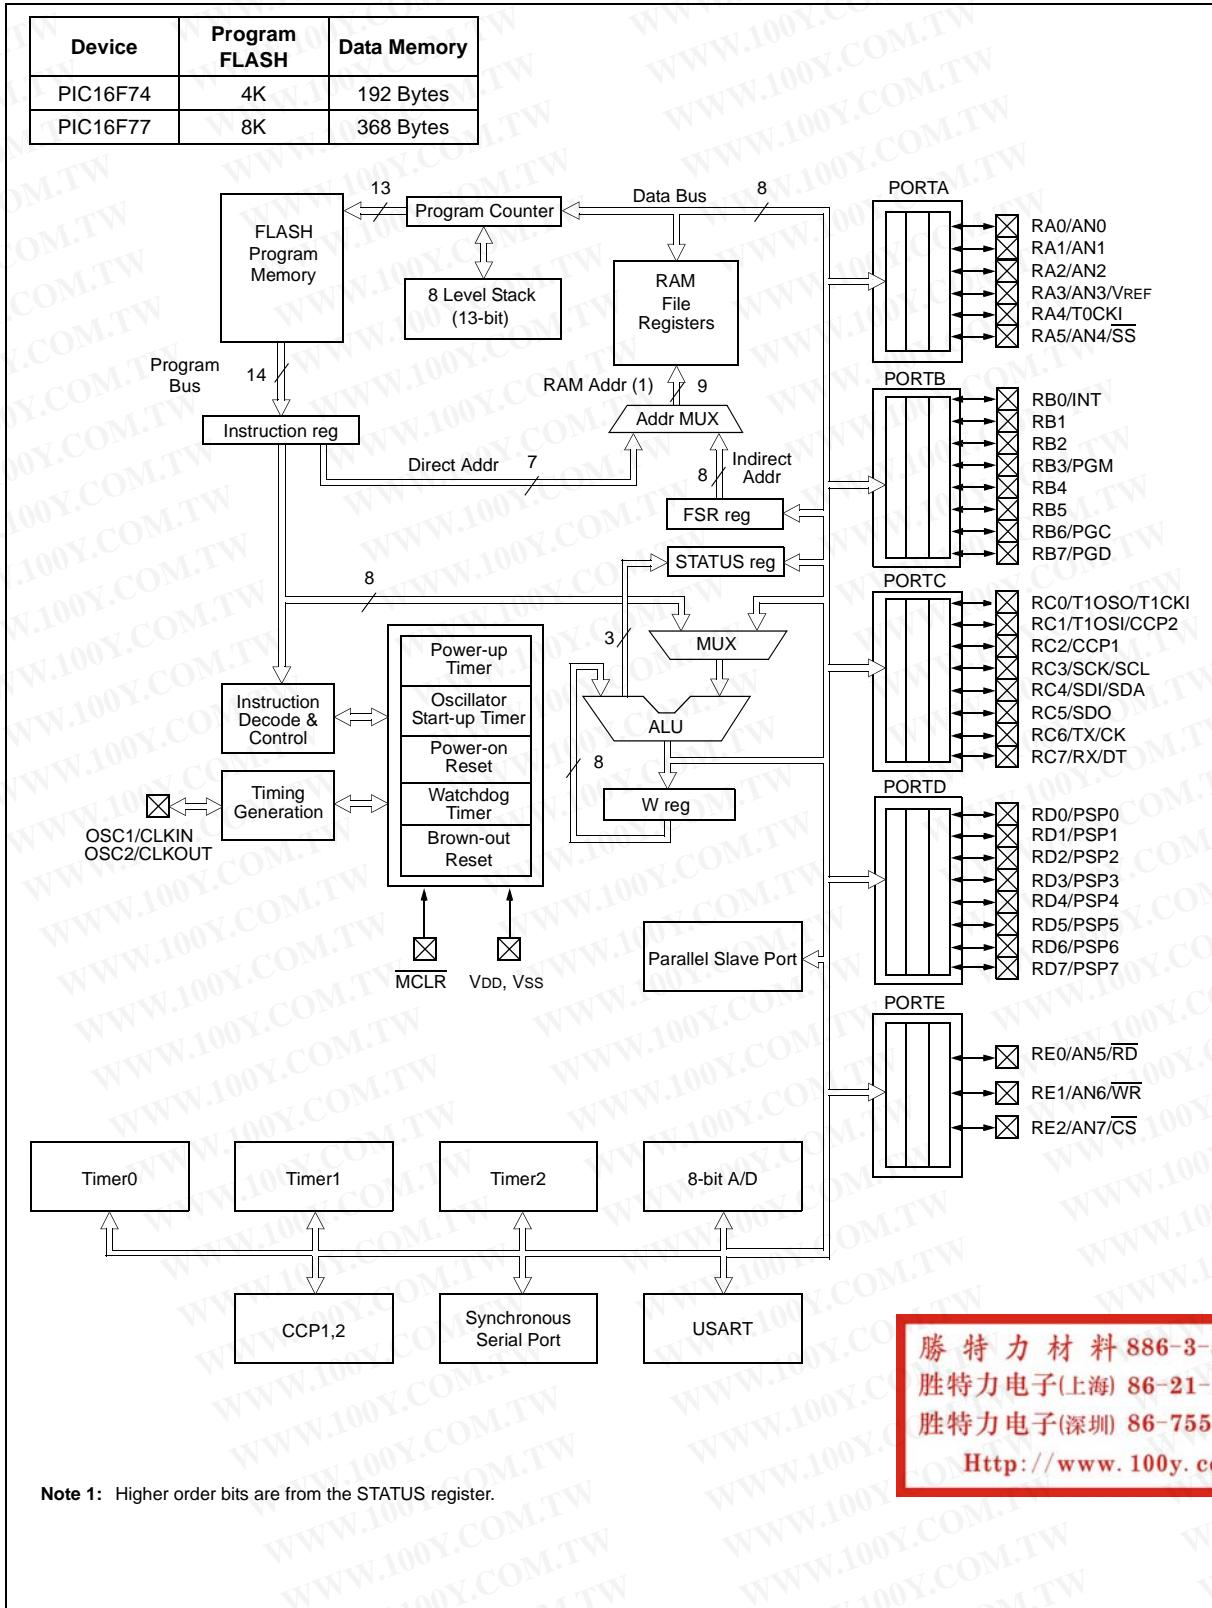 Device Program FLASH Data Memory
PIC16F74 4K 192 Bytes
PIC16F77 8K 368 Bytes
13
Program Counter
Data Bus
8
PORTA
FLASH
Program
Memory
8 Level Stack
(13-bit)
RAM
File
Registers
RA0/AN0
RA1/AN1
RA2/AN2
RA3/AN3/VREF
RA4/T0CKI
RA5/AN4/SS
Program
Bus
14
RAM Addr (1)
9
PORTB
Instruction reg
Addr MUX
RB0/INT
RB1
RB2
RB3/PGM
RB4
RB5
RB6/PGC
RB7/PGD
Direct Addr
7
8
Indirect
Addr
FSR reg
STATUS reg
8
PORTC
RC0/T1OSO/T1CKI
RC1/T1OSI/CCP2
RC2/CCP1
RC3/SCK/SCL
RC4/SDI/SDA
RC5/SDO
RC6/TX/CK
RC7/RX/DT
3
MUX
Power-up
Timer
Oscillator
Start-up Timer
Power-on
Reset
Watchdog
Timer
Brown-out
Reset
Instruction
Decode &
Control
ALU
8
W reg
Timing
Generation
OSC1/CLKIN
OSC2/CLKOUT
PORTD
RD0/PSP0
RD1/PSP1
RD2/PSP2
RD3/PSP3
RD4/PSP4
RD5/PSP5
RD6/PSP6
RD7/PSP7
MCLR
VDD, VSS
Parallel Slave Port
PORTE
RE0/AN5/RD
RE1/AN6/WR
RE2/AN7/CS
Timer0
Timer1
Timer2
8-bit A/D
CCP1,2
Synchronous
Serial Port
USART
勝特力材料 886-3-
胜特力电子(上海) 86-21-
胜特力电子(深圳) 86-755
Http://www.100y.c
Note 1: Higher order bits are from the STATUS register.
WWW.100Y.COM.TW